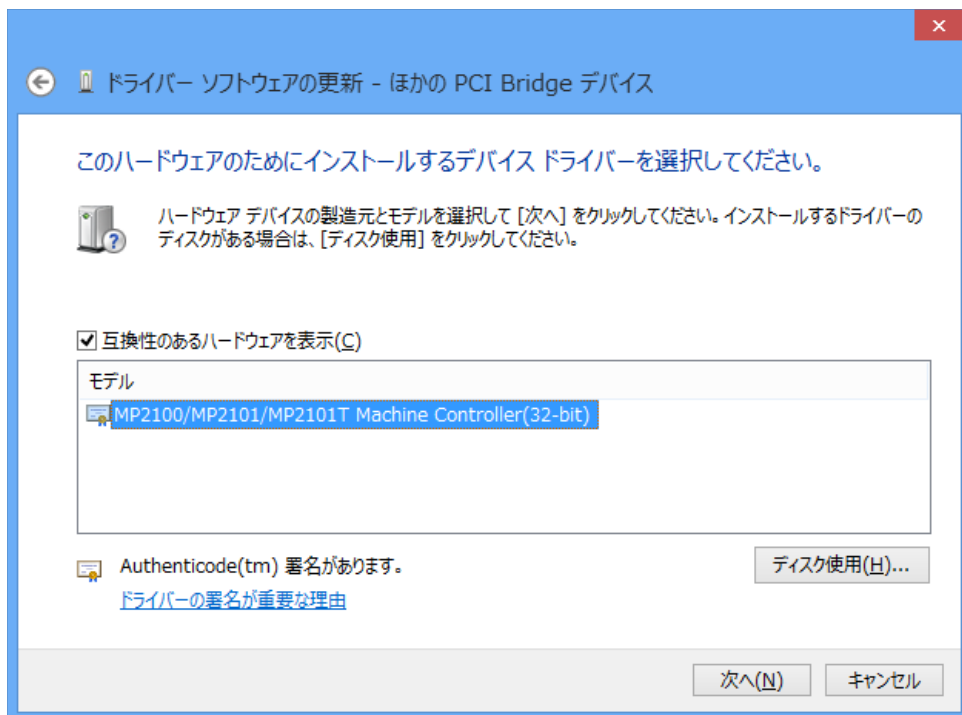 ドライバー ソフトウェアの更新 - ほかの PCI Bridge デバイス
このハードウェアのためにインストールするデバイス ドライバーを選択してください。
ハードウェア デバイスの製造元とモデルを選択して [次へ] をクリックしてください。インストールするドライバーの
ディスクがある場合は、[ディスク使用] をクリックしてください。
互換性のあるハードウェアを表示(C)
モデル
MP2100/MP2101/MP2101T Machine Controller(32-bit)
Authenticode(tm) 署名があります。
ディスク使用(H)...
ドライバーの署名が重要な理由
次へ(N)
キャンセル